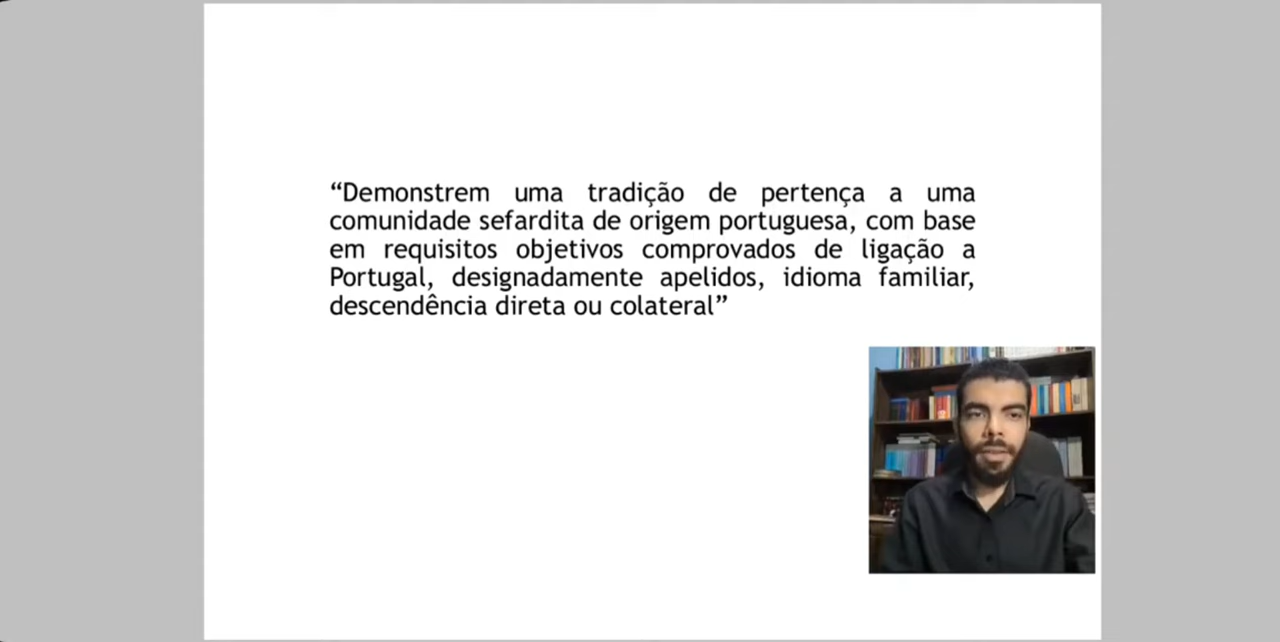 “Demonstrem uma tradição de pertença a uma
comunidade sefardita de origem portuguesa, com base
em requisitos objetivos comprovados de ligação a
Portugal, designadamente apelidos, idioma familiar,
descendência direta ou colateral”